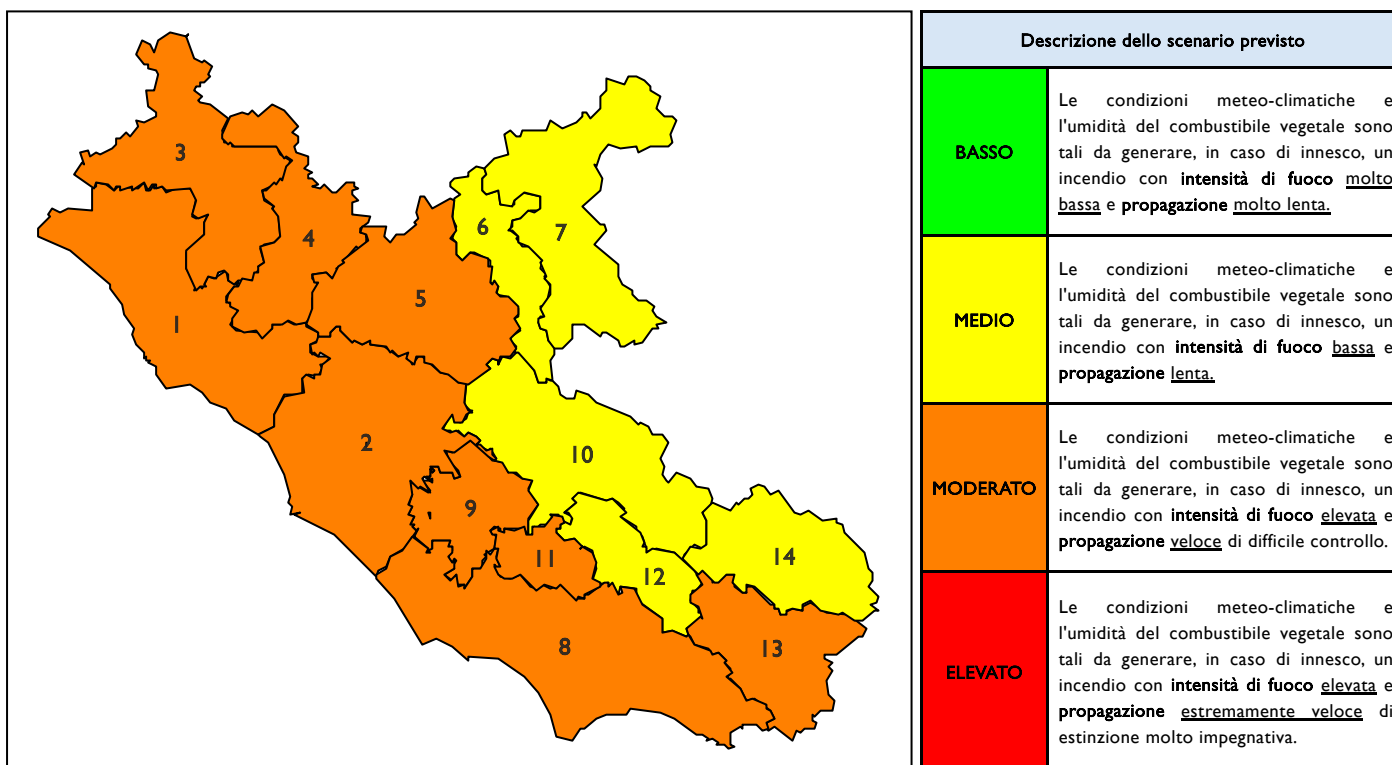 3
6
7
4
5
1
2
10
9
11
14
12
8
13
Descrizione dello scenario previsto
BASSO
Le condizioni meteo-climatiche e
l'umidità del combustibile vegetale sono
tali da generare, in caso di innesco, un
incendio con intensità di fuoco molto
bassa e propagazione molto lenta.
MEDIO
Le condizioni meteo-climatiche e
l'umidità del combustibile vegetale sono
tali da generare, in caso di innesco, un
incendio con intensità di fuoco bassa e
propagazione lenta.
MODERATO
Le condizioni meteo-climatiche e
l'umidità del combustibile vegetale sono
tali da generare, in caso di innesco, un
incendio con intensità di fuoco elevata e
propagazione veloce di difficile controllo.
ELEVATO
Le condizioni meteo-climatiche e
l'umidità del combustibile vegetale sono
tali da generare, in caso di innesco, un
incendio con intensità di fuoco elevata e
propagazione estremamente veloce di
estinzione molto impegnativa.